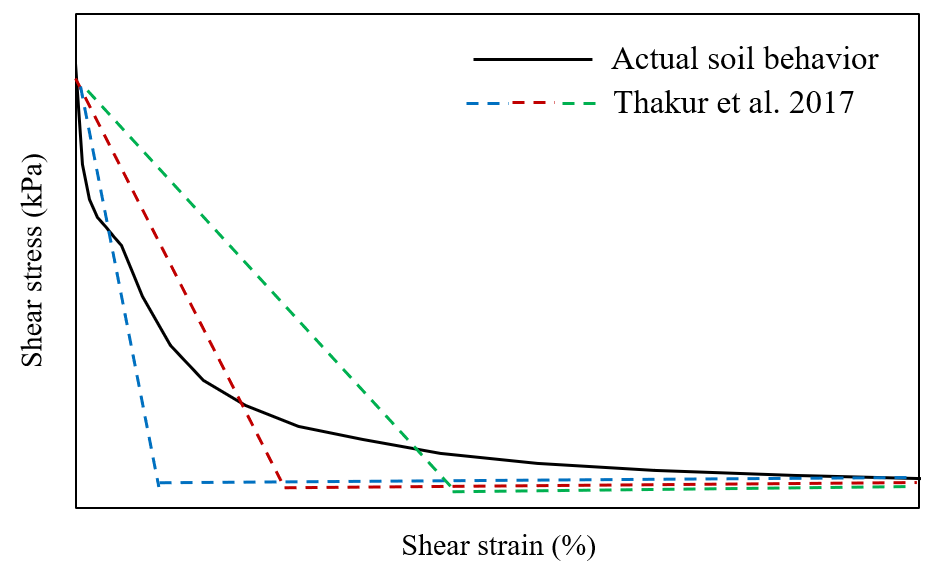 Actual soil behavior
Thakur et al. 2017
Shear stress (kPa)
Shear strain (%)